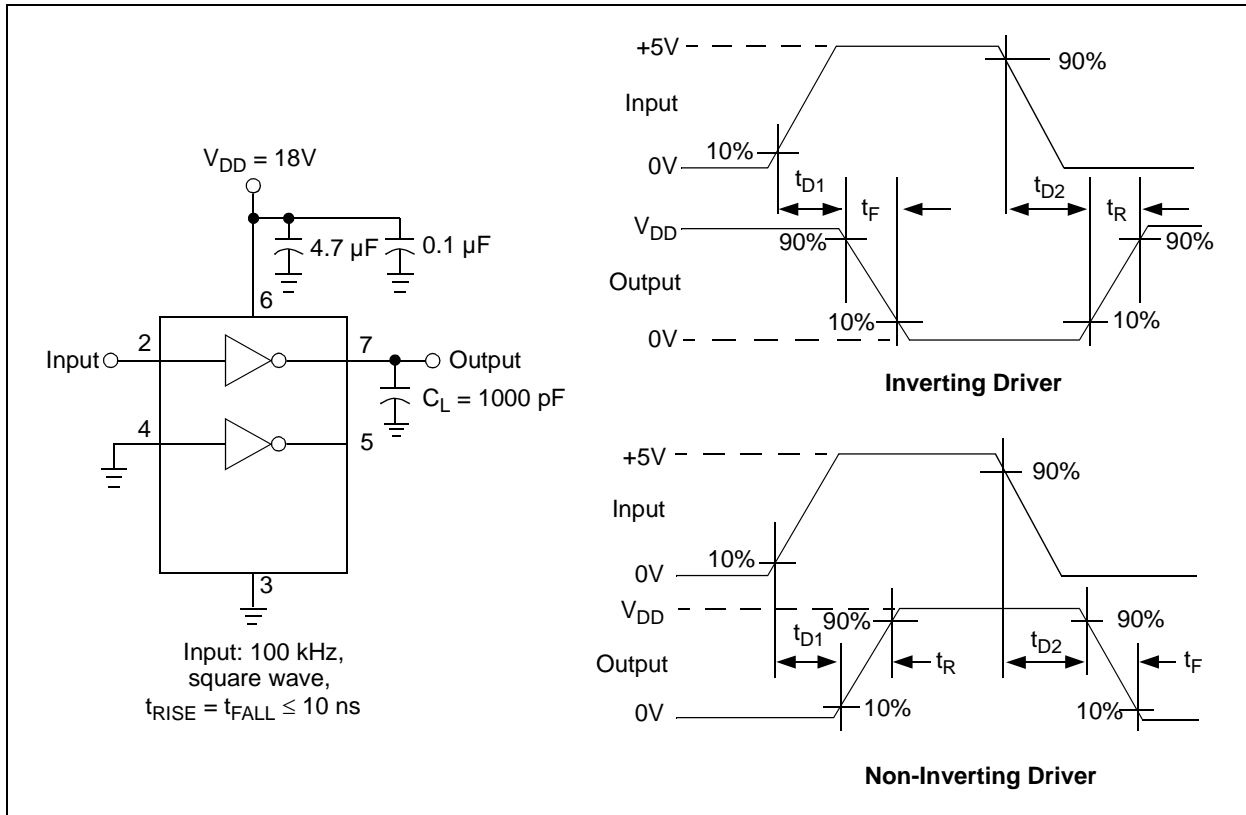 V_DD = 18V
4.7 µF
0.1 µF
6
Input
2
7
Output
C_L = 1000 pF
4
5
3
Input: 100 kHz,
square wave,
t_RISE = t_FALL ≤ 10 ns
+5V
90%
Input
10%
0V
t_D1
t_F
t_D2
t_R
V_DD
90%
90%
Output
10%
10%
0V
Inverting Driver
+5V
90%
Input
10%
0V
V_DD
90%
90%
t_D1
t_D2
Output
t_R
t_F
10%
10%
0V
Non-Inverting Driver